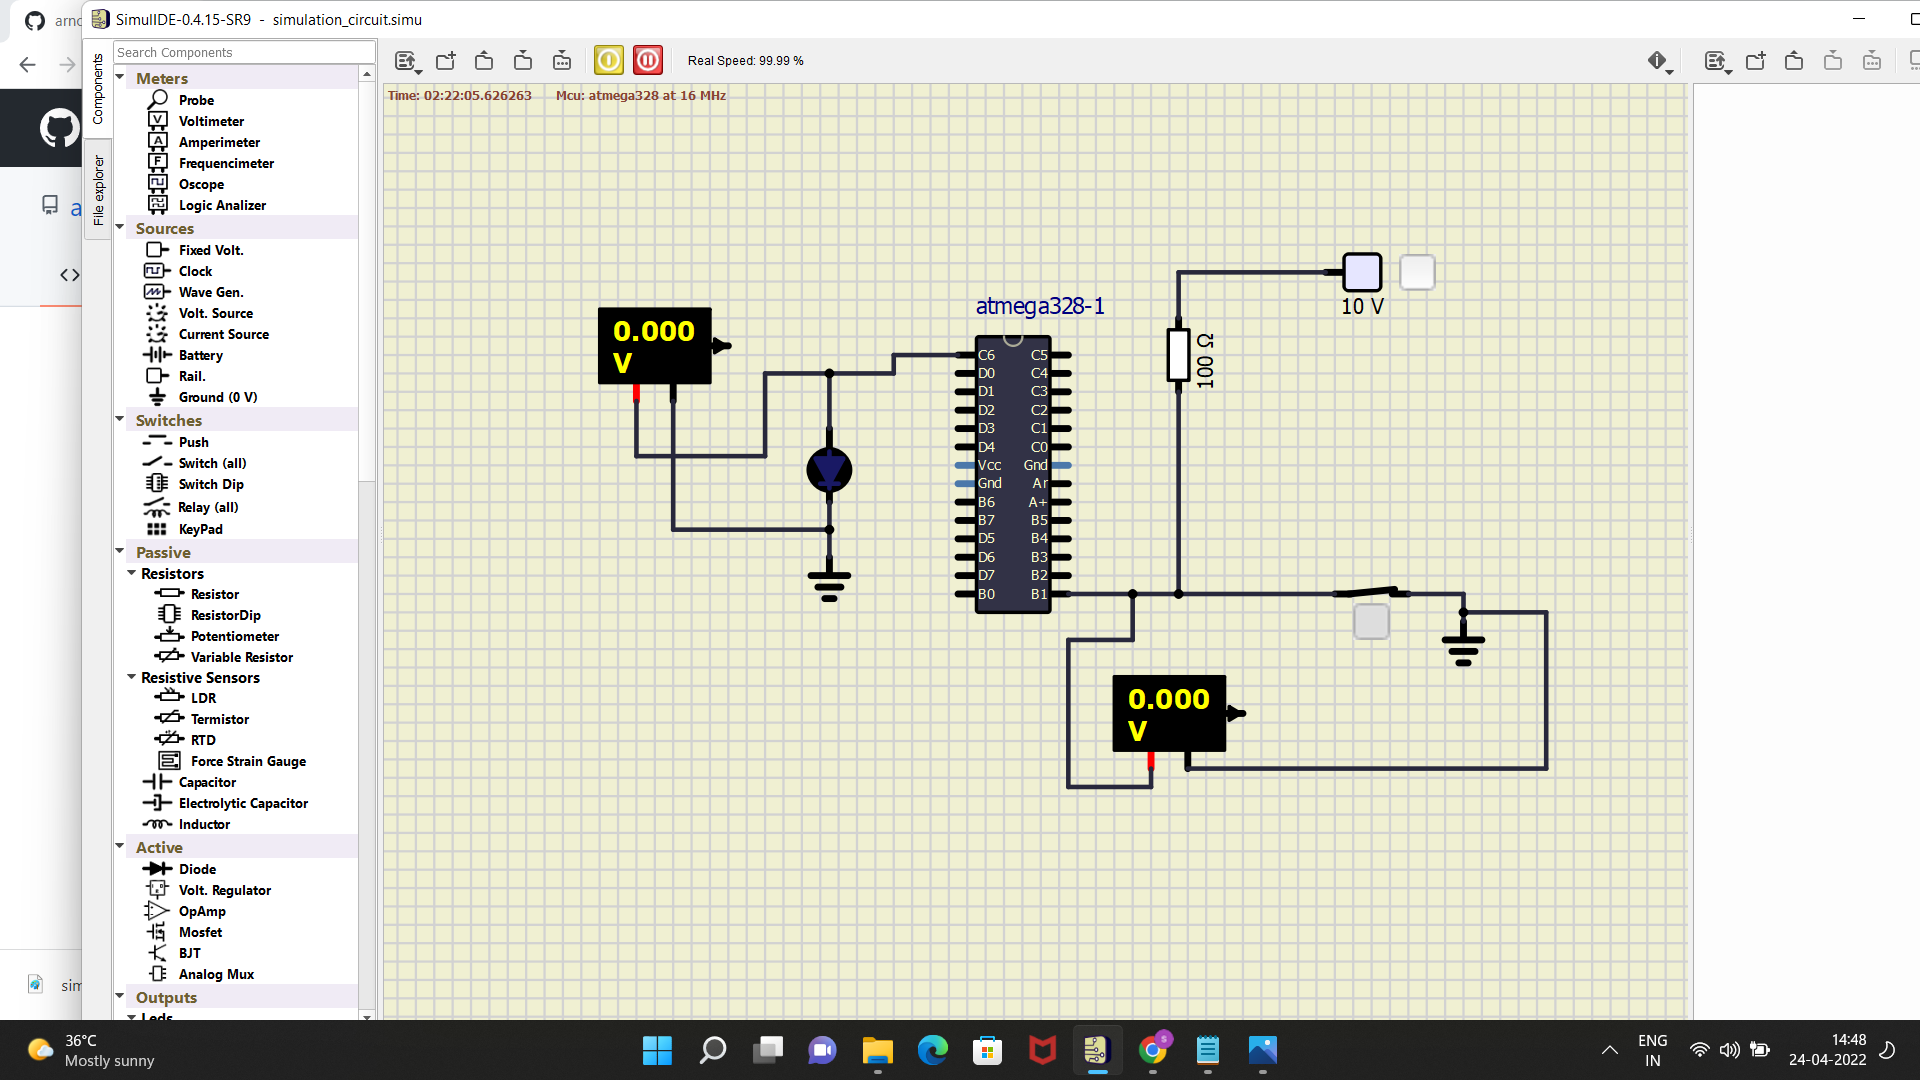 arno
SimulIDE-0.4.15-SR9 - simulation_circuit.simu
Components
File explorer
Search Components
Real Speed: 99.99 %
Time: 02:22:05.626263 Mcu: atmega328 at 16 MHz
Meters
Probe
Voltimeter
Amperimeter
Frequencimeter
Oscope
Logic Analizer
Sources
Fixed Volt.
Clock
Wave Gen.
Volt. Source
Current Source
Battery
Rail.
Ground (0 V)
Switches
Push
Switch (all)
Switch Dip
Relay (all)
KeyPad
Passive
Resistors
Resistor
ResistorDip
Potentiometer
Variable Resistor
Resistive Sensors
LDR
Termistor
RTD
Force Strain Gauge
Capacitor
Electrolytic Capacitor
Inductor
Active
Diode
Volt. Regulator
OpAmp
Mosfet
BJT
Analog Mux
Outputs
Leds
a
sim
0.000
V
atmega328-1
C6 C5
D0 C4
D1 C3
D2 C2
D3 C1
D4 C0
Vcc Gnd
Gnd Ar
B6 A+
B7 B5
D5 B4
D6 B3
D7 B2
B0 B1
10 V
100 Ω
0.000
V
36°C
Mostly sunny
S
ENG
IN
14:48
24-04-2022